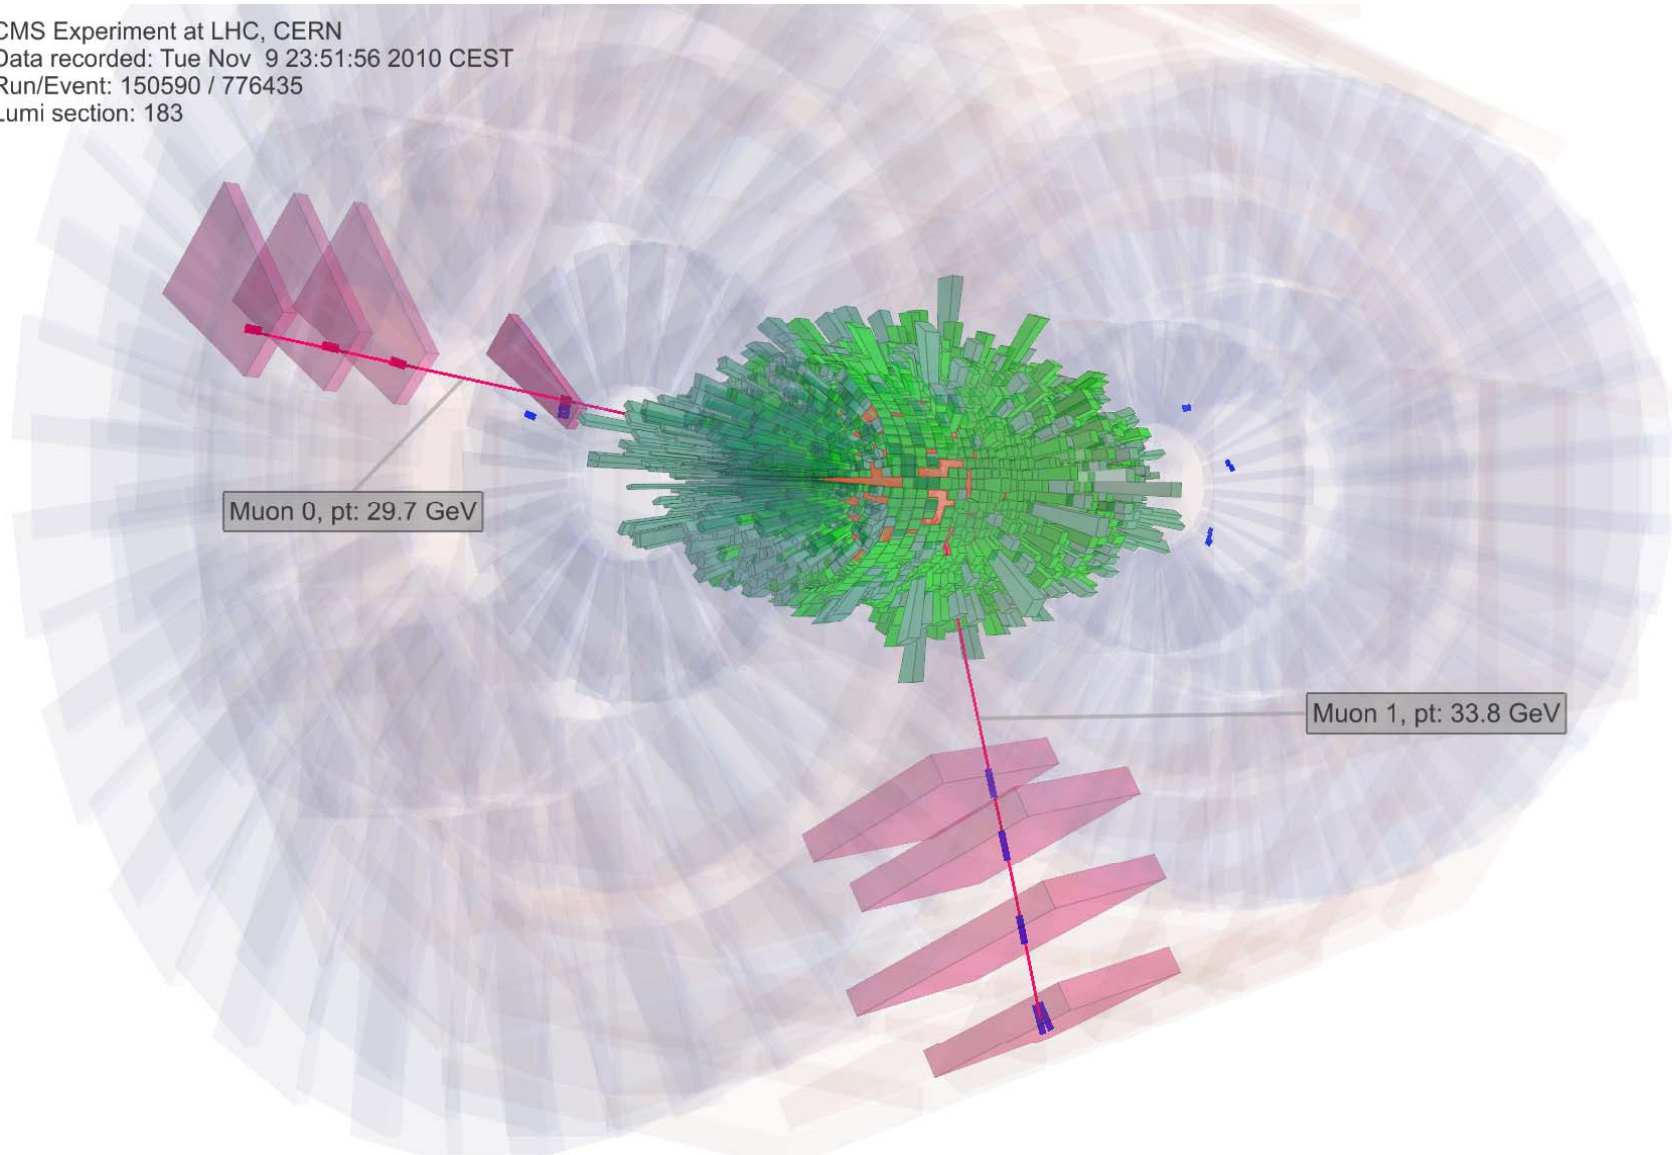 CMS Experiment at LHC, CERN
Data recorded: Tue Nov 9 23:51:56 2010 CEST
Run/Event: 150590 / 776435
Lumi section: 183
Muon 0, pt: 29.7 GeV
Muon 1, pt: 33.8 GeV